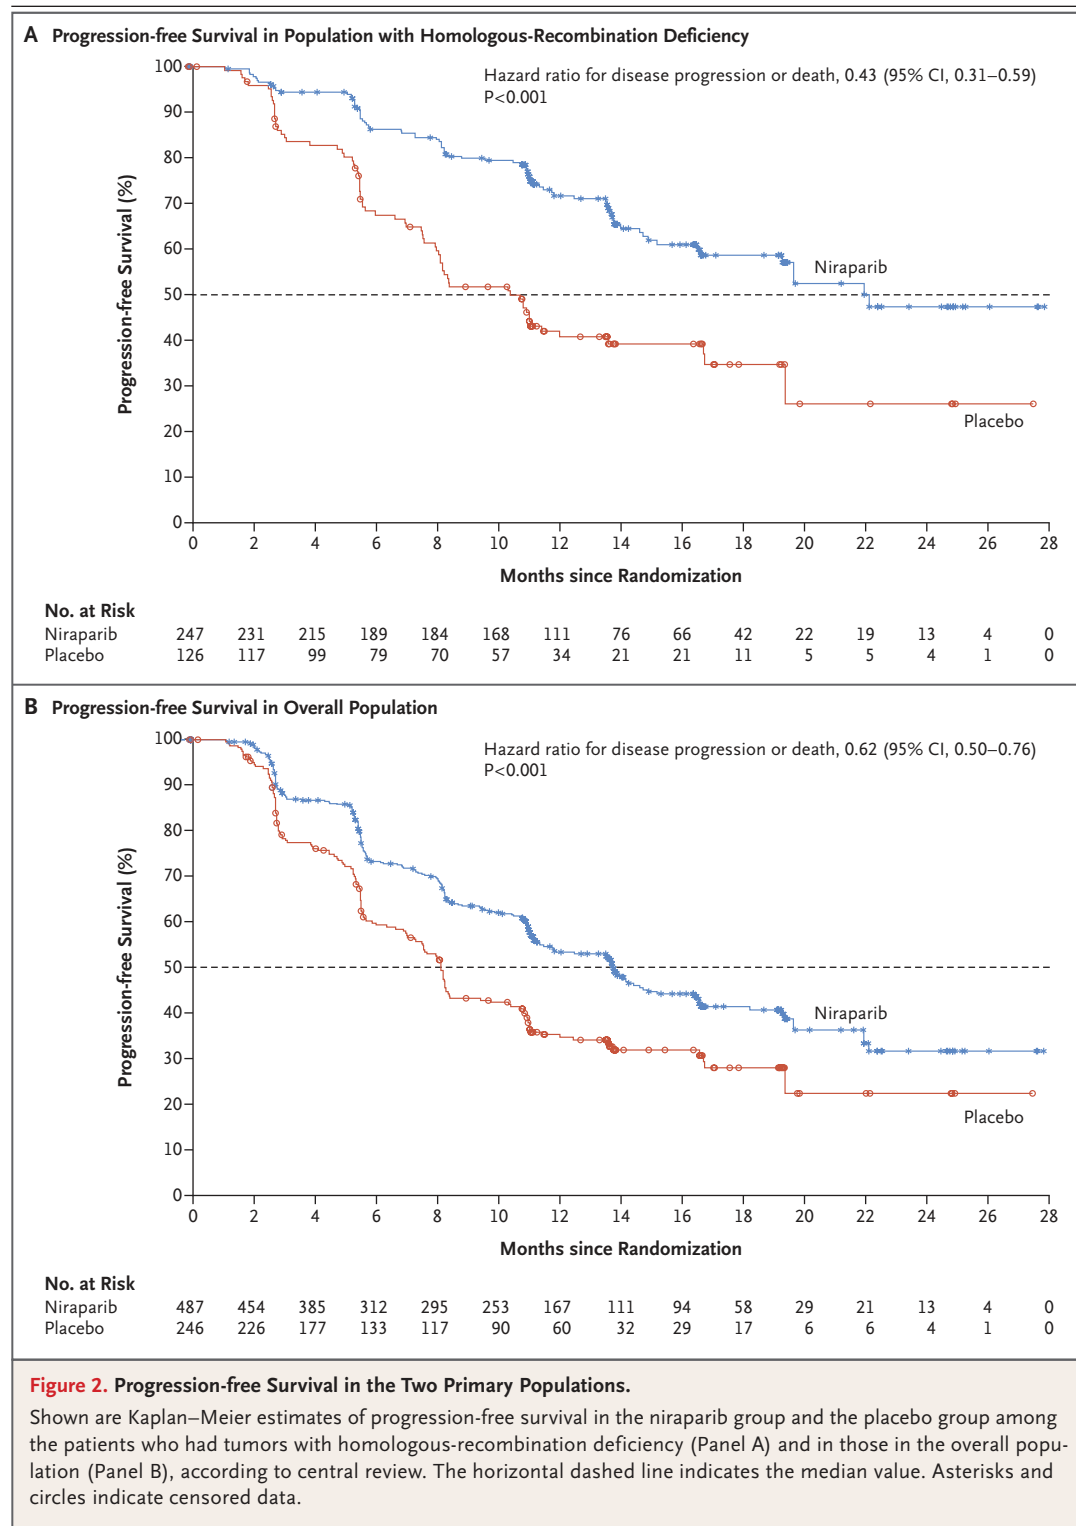 A Progression-free Survival in Population with Homologous-Recombination Deficiency
Hazard ratio for disease progression or death, 0.43 (95% CI, 0.31–0.59)
P<0.001
Progression-free Survival (%)
100
90
80
70
60
50
40
30
20
10
0
Niraparib
Placebo
0 2 4 6 8 10 12 14 16 18 20 22 24 26 28
Months since Randomization
No. at Risk
Niraparib 247 231 215 189 184 168 111 76 66 42 22 19 13 4 0
Placebo 126 117 99 79 70 57 34 21 21 11 5 5 4 1 0
B Progression-free Survival in Overall Population
Hazard ratio for disease progression or death, 0.62 (95% CI, 0.50–0.76)
P<0.001
Progression-free Survival (%)
100
90
80
70
60
50
40
30
20
10
0
Niraparib
Placebo
0 2 4 6 8 10 12 14 16 18 20 22 24 26 28
Months since Randomization
No. at Risk
Niraparib 487 454 385 312 295 253 167 111 94 58 29 21 13 4 0
Placebo 246 226 177 133 117 90 60 32 29 17 6 6 4 1 0
Figure 2. Progression-free Survival in the Two Primary Populations.
Shown are Kaplan–Meier estimates of progression-free survival in the niraparib group and the placebo group among
the patients who had tumors with homologous-recombination deficiency (Panel A) and in those in the overall popu-
lation (Panel B), according to central review. The horizontal dashed line indicates the median value. Asterisks and
circles indicate censored data.